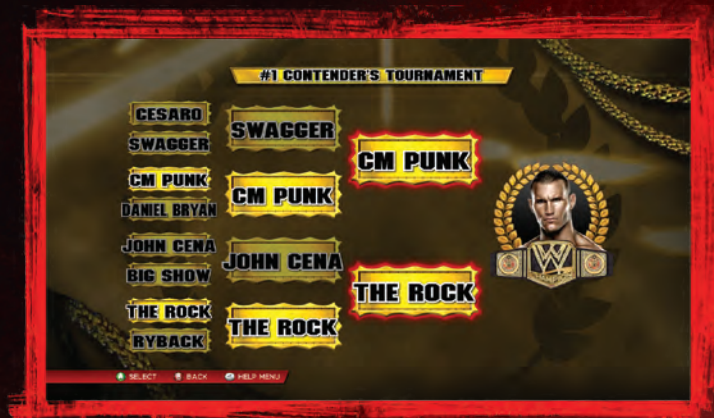 #1 CONTENDER'S TOURNAMENT
CESARO
SWAGGER
CM PUNK
DANIEL BRYAN
JOHN CENA
BIG SHOW
THE ROCK
RYBACK
SWAGGER
CM PUNK
JOHN CENA
THE ROCK
CM PUNK
THE ROCK
W
A SELECT B BACK HELP MENU